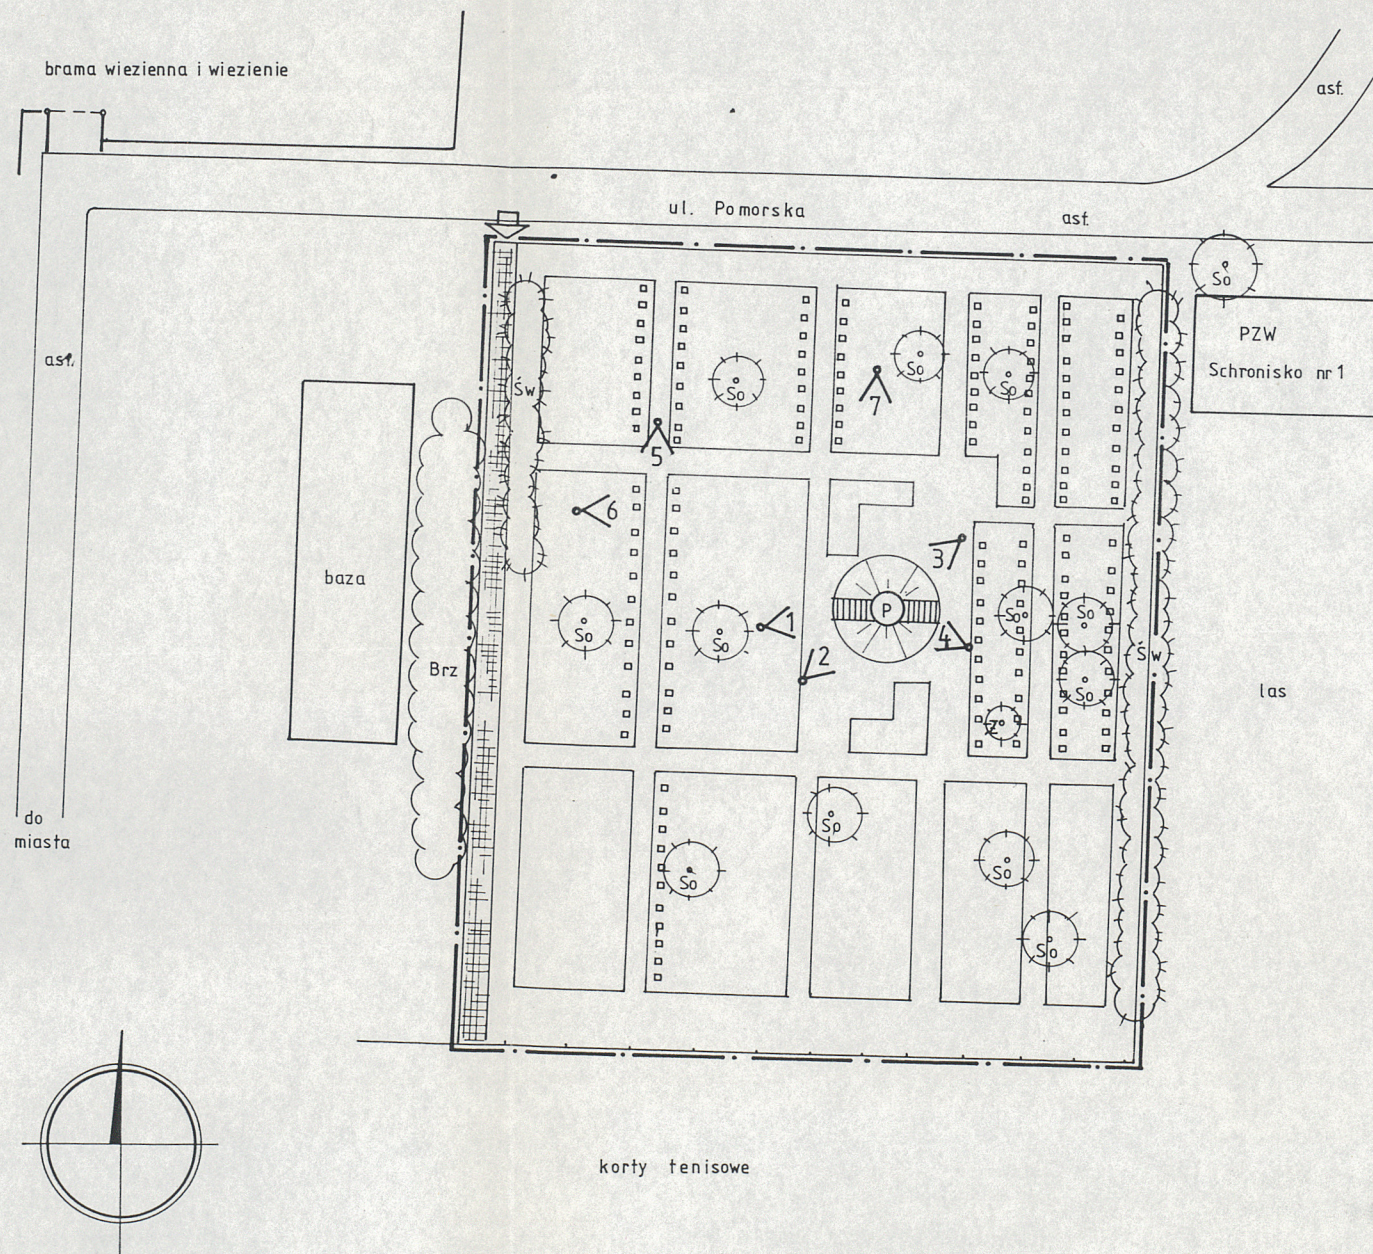 brama wiezienna i wiezienie
asf.
ul. Pomorska
asf.
So
PZW
Schronisko nr 1
asf.
Św
So
So
So
7
5
6
3
baza
So
So
1
P
So
So
4
Św
2
Brz
So
las
Ż
do
miasta
So
So
So
So
korty tenisowe